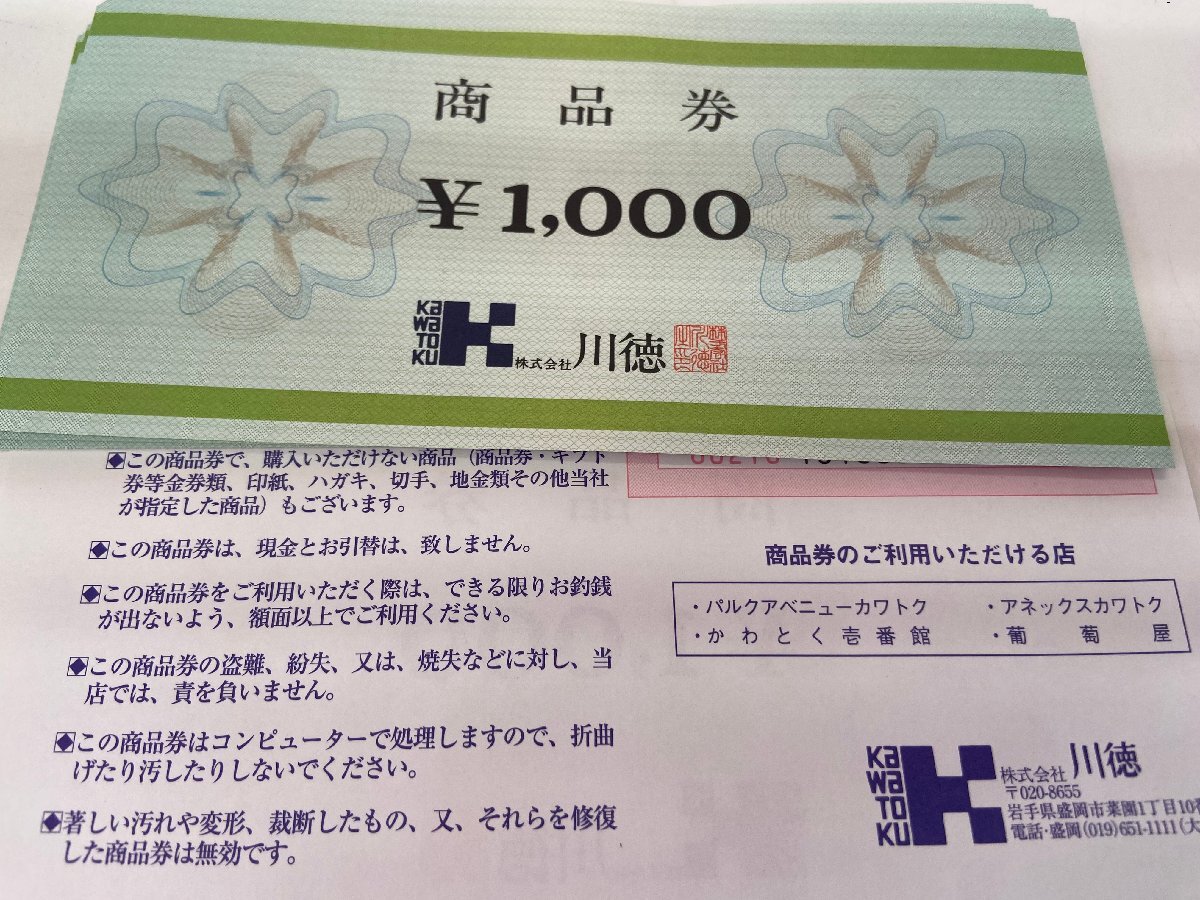 商品券
¥1,000
KaWaTOKU
株式会社川徳
◆この商品券で、購入いただけない商品（商品券・ギフト
券等金券類、印紙、ハガキ、切手、地金類その他当社
が指定した商品）もございます。
◆この商品券は、現金とお引替は、致しません。
◆この商品券をご利用いただく際は、できる限りお釣銭
が出ないよう、額面以上でご利用ください。
◆この商品券の盗難、紛失、又は、焼失などに対し、当
店では、責を負いません。
◆この商品券はコンピューターで処理しますので、折曲
げたり汚したりしないでください。
◆著しい汚れや変形、裁断したもの、又、それらを修復
した商品券は無効です。
商品券のご利用いただける店
・パルクアベニューカワトク ・アネックスカワトク
・かわとく壱番館 ・葡萄屋
KaWaTOKU
株式会社川徳
〒020-8655
岩手県盛岡市菜園1丁目10
電話・盛岡(019)651-1111(大